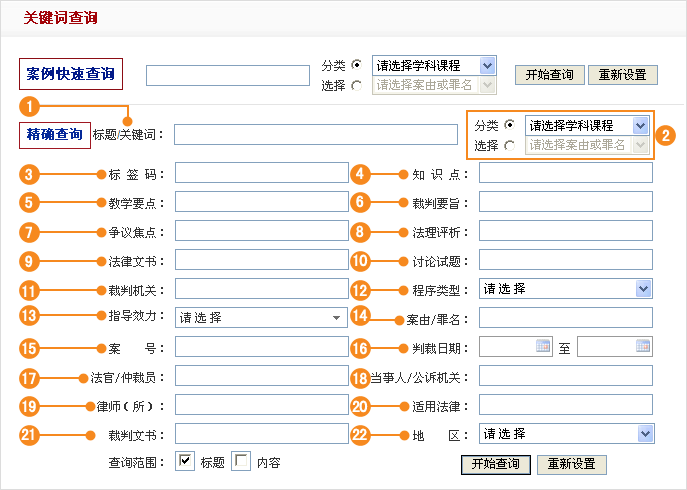 关键词查询
案例快速查询 分类 请选择学科课程 开始查询 重新设置
选择 请选择案由或罪名
1
精确查询 标题/关键词： 分类 请选择学科课程 2
选择 请选择案由或罪名
3 标 签 码： 4 知 识 点：
5 教学要点： 6 裁判要旨：
7 争议焦点： 8 法理评析：
9 法律文书： 10 讨论试题：
11 裁判机关： 12 程序类型： 请选择
13 指导效力： 请选择 14 案由/罪名：
15 案 号： 16 判裁日期： 至
17 法官/仲裁员： 18 当事人/公诉机关：
19 律师（所）： 20 适用法律：
21 裁判文书： 22 地 区： 请选择
查询范围： 标题 内容 开始查询 重新设置